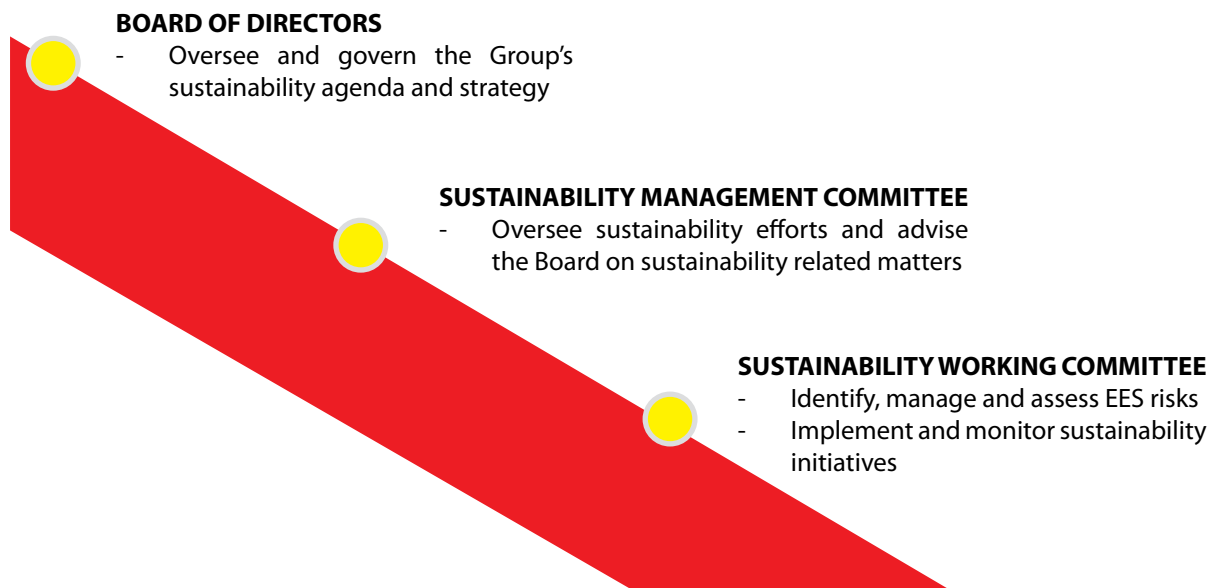 BOARD OF DIRECTORS
- Oversee and govern the Group’s
sustainability agenda and strategy
SUSTAINABILITY MANAGEMENT COMMITTEE
- Oversee sustainability efforts and advise
the Board on sustainability related matters
SUSTAINABILITY WORKING COMMITTEE
- Identify, manage and assess EES risks
- Implement and monitor sustainability
initiatives